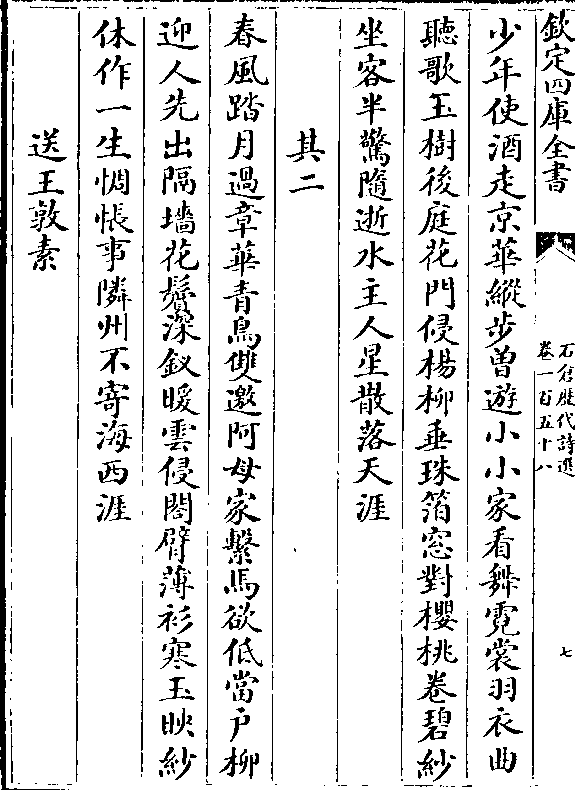 欽定四庫全書
石倉歷代詩選
卷一百五十八
七
少年使酒走京華縱步曾遊小小家看舞霓裳羽衣曲
聽歌玉樹後庭花門侵楊柳垂珠箔窓對櫻桃卷碧紗
坐客半驚隨逝水主人星散落天涯
其二
春風踏月過章華青鳥雙邀阿母家繫馬欲低當戶柳
迎人先出隔墻花鬢深釵暖雲侵閤臂薄衫寒玉映紗
休作一生惆悵事隣州不寄海西涯
送王敦素